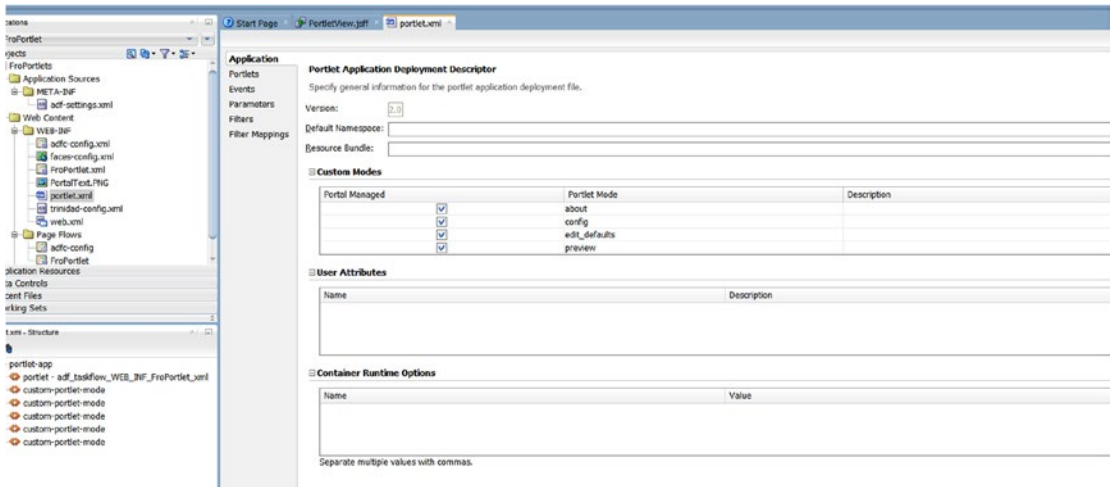 Start Page
PortletView.jsff
portlet.xml
FroPortlet
FroPortlets
Application Sources
META-INF
adf-settings.xml
Web Content
WEB-INF
adfc-config.xml
faces-config.xml
FroPortlet.xml
PortalText.PNG
portlet.xml
trinidad-config.xml
web.xml
Page Flows
adfc-config
FroPortlet
plication Resources
ta Controls
cent Files
rking Sets
t.xml - Structure
portlet-app
portlet - adf_taskflow_WEB_INF_FroPortlet_xml
custom-portlet-mode
custom-portlet-mode
custom-portlet-mode
custom-portlet-mode
custom-portlet-mode
Application
Portlets
Events
Parameters
Filters
Filter Mappings
Portlet Application Deployment Descriptor
Specify general information for the portlet application deployment file.
Version: 2.0
Default Namespace:
Resource Bundle:
Custom Modes
Portal Managed Portlet Mode Description
about
config
edit_defaults
preview
User Attributes
Name Description
Container Runtime Options
Name Value
Separate multiple values with commas.